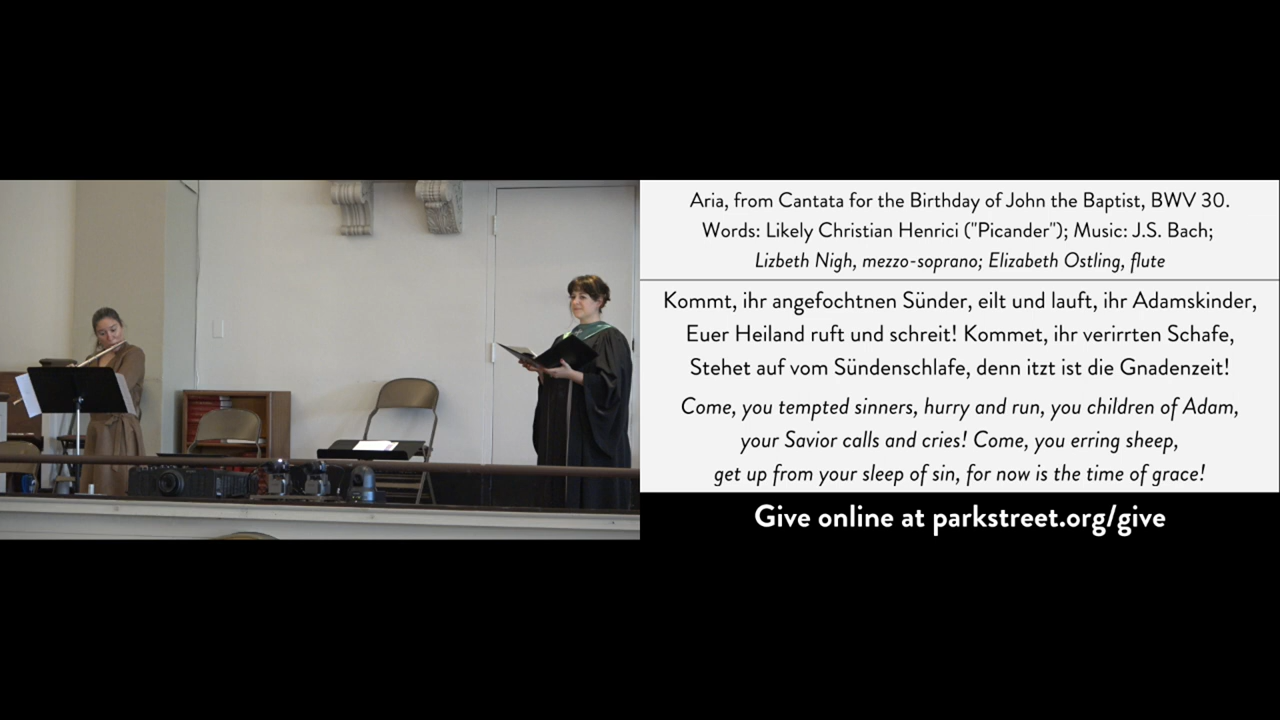 Aria, from Cantata for the Birthday of John the Baptist, BWV 30.
Words: Likely Christian Henrici ("Picander"); Music: J.S. Bach;
Lizbeth Nigh, mezzo-soprano; Elizabeth Ostling, flute
Kommt, ihr angefochtnen Sünder, eilt und lauft, ihr Adamskinder,
Euer Heiland ruft und schreit! Kommet, ihr verirrten Schafe,
Stehet auf vom Sündenschlafe, denn itzt ist die Gnadenzeit!
Come, you tempted sinners, hurry and run, you children of Adam,
your Savior calls and cries! Come, you erring sheep,
get up from your sleep of sin, for now is the time of grace!
Give online at parkstreet.org/give